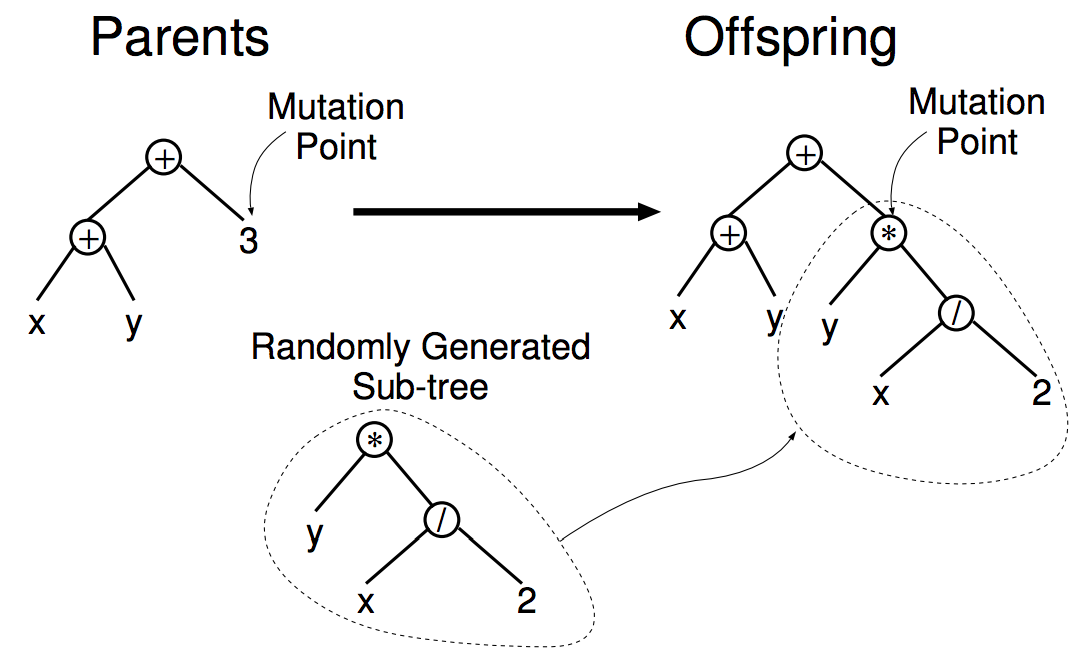 Parents
Offspring
Mutation
Point
+
+
3
x
y
Mutation
Point
+
+
*
x
y
y
/
x
2
Randomly Generated
Sub-tree
*
y
/
x
2